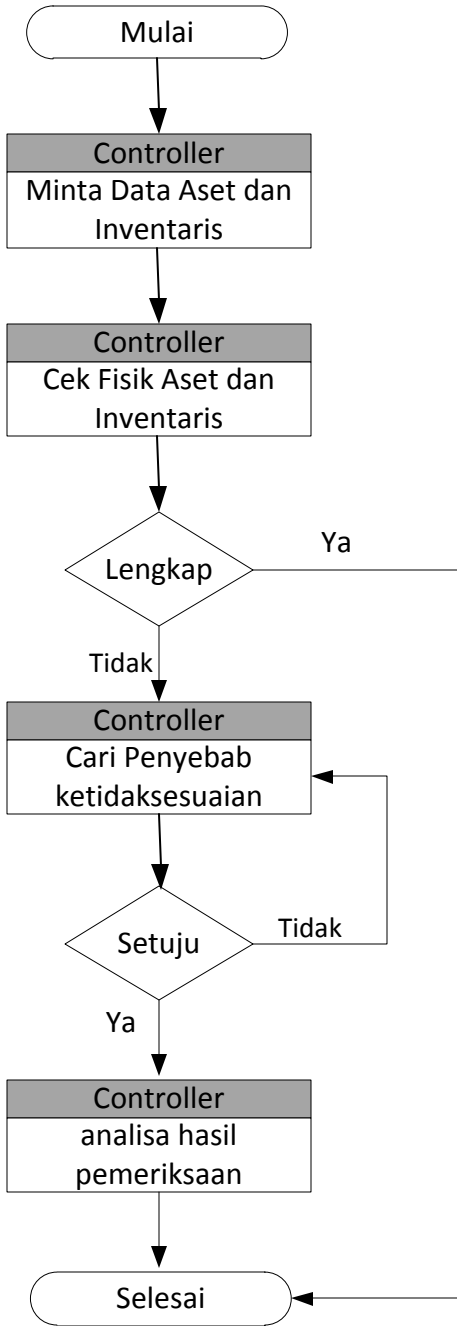 Mulai
Controller
Minta Data Aset dan
Inventaris
Controller
Cek Fisik Aset dan
Inventaris
Lengkap
Ya
Tidak
Controller
Cari Penyebab
ketidaksesuaian
Setuju
Tidak
Ya
Controller
analisa hasil
pemeriksaan
Selesai